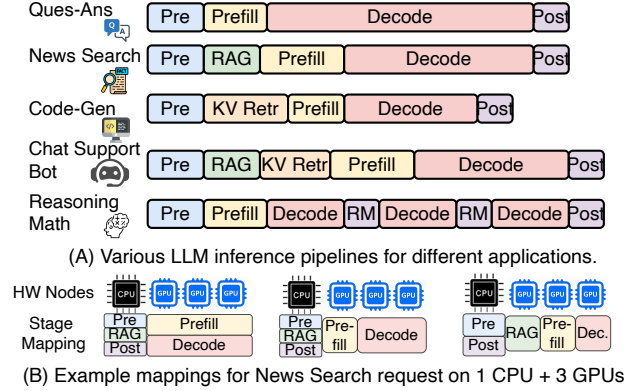 Ques-Ans
Pre Prefill Decode Post
Q A
News Search
Pre RAG Prefill Decode Post
Code-Gen
Pre KV Retr Prefill Decode Post
Chat Support
Bot
Pre RAG KV Retr Prefill Decode Post
Reasoning
Math
Pre Prefill Decode RM Decode RM Decode Post
(A) Various LLM inference pipelines for different applications.
HW Nodes CPU GPU GPU GPU CPU GPU GPU GPU CPU GPU GPU GPU
Stage
Mapping
Pre
RAG
Post
Prefill
Decode
Pre
RAG
Post
Pre-
fill
Decode
Pre
Post
RAG
Pre-
fill
Dec.
(B) Example mappings for News Search request on 1 CPU + 3 GPUs